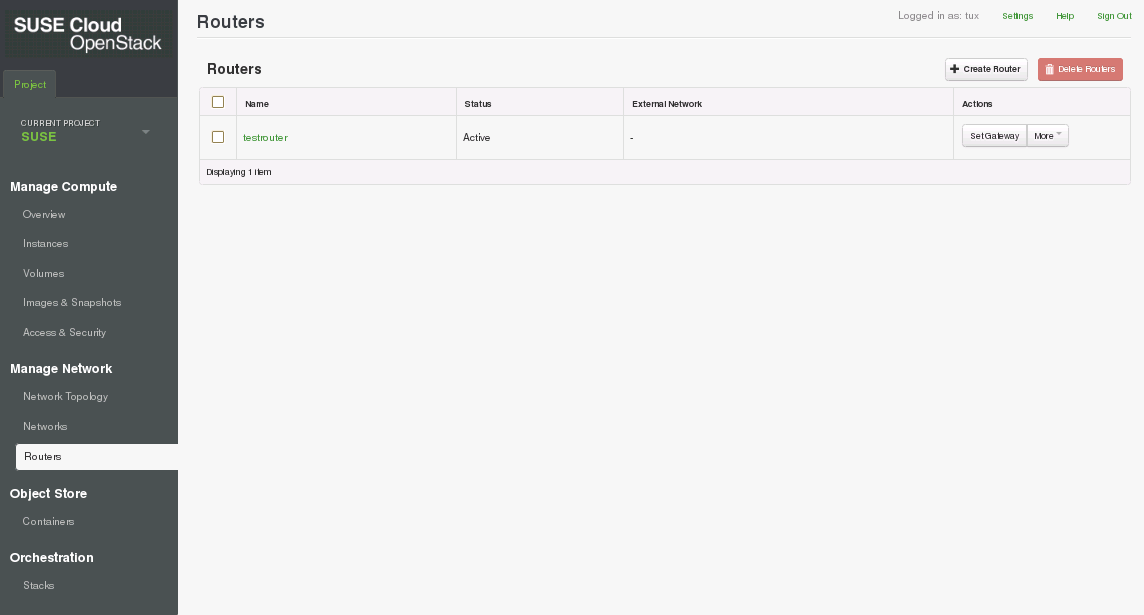 SUSE Cloud
OpenStack
Project
CURRENT PROJECT
SUSE
Manage Compute
Overview
Instances
Volumes
Images & Snapshots
Access & Security
Manage Network
Network Topology
Networks
Routers
Object Store
Containers
Orchestration
Stacks
Routers
Logged in as: tux Settings Help Sign Out
Routers
Create Router Delete Routers
Name Status External Network Actions
testrouter Active - Set Gateway More
Displaying 1 item